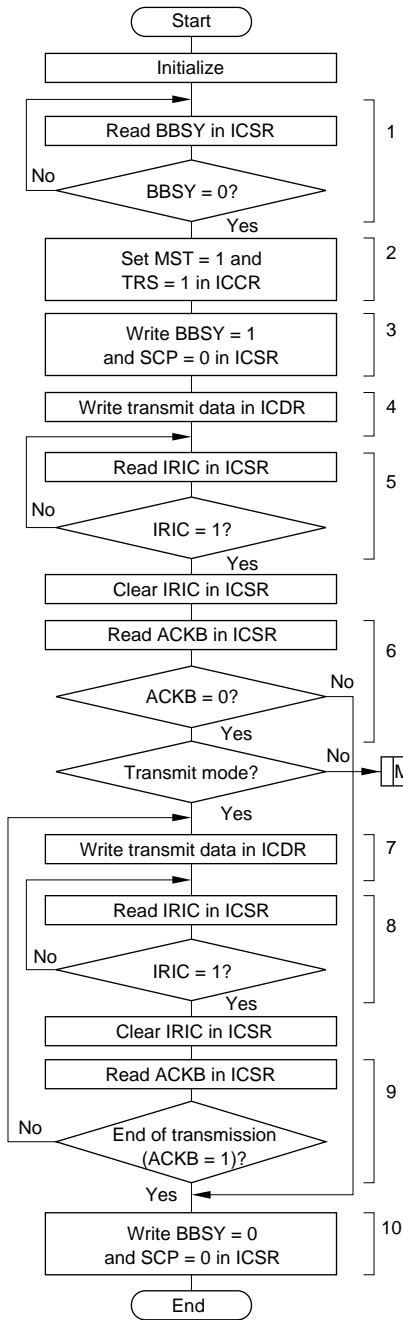 Start
Initialize
Read BBSY in ICSR
1
No
BBSY = 0?
Yes
Set MST = 1 and
TRS = 1 in ICCR
2
Write BBSY = 1
and SCP = 0 in ICSR
3
Write transmit data in ICDR
4
Read IRIC in ICSR
5
No
IRIC = 1?
Yes
Clear IRIC in ICSR
Read ACKB in ICSR
6
No
ACKB = 0?
Yes
No
Transmit mode?
M
Yes
Write transmit data in ICDR
7
Read IRIC in ICSR
8
No
IRIC = 1?
Yes
Clear IRIC in ICSR
Read ACKB in ICSR
9
No
End of transmission
(ACKB = 1)?
Yes
Write BBSY = 0
and SCP = 0 in ICSR
10
End